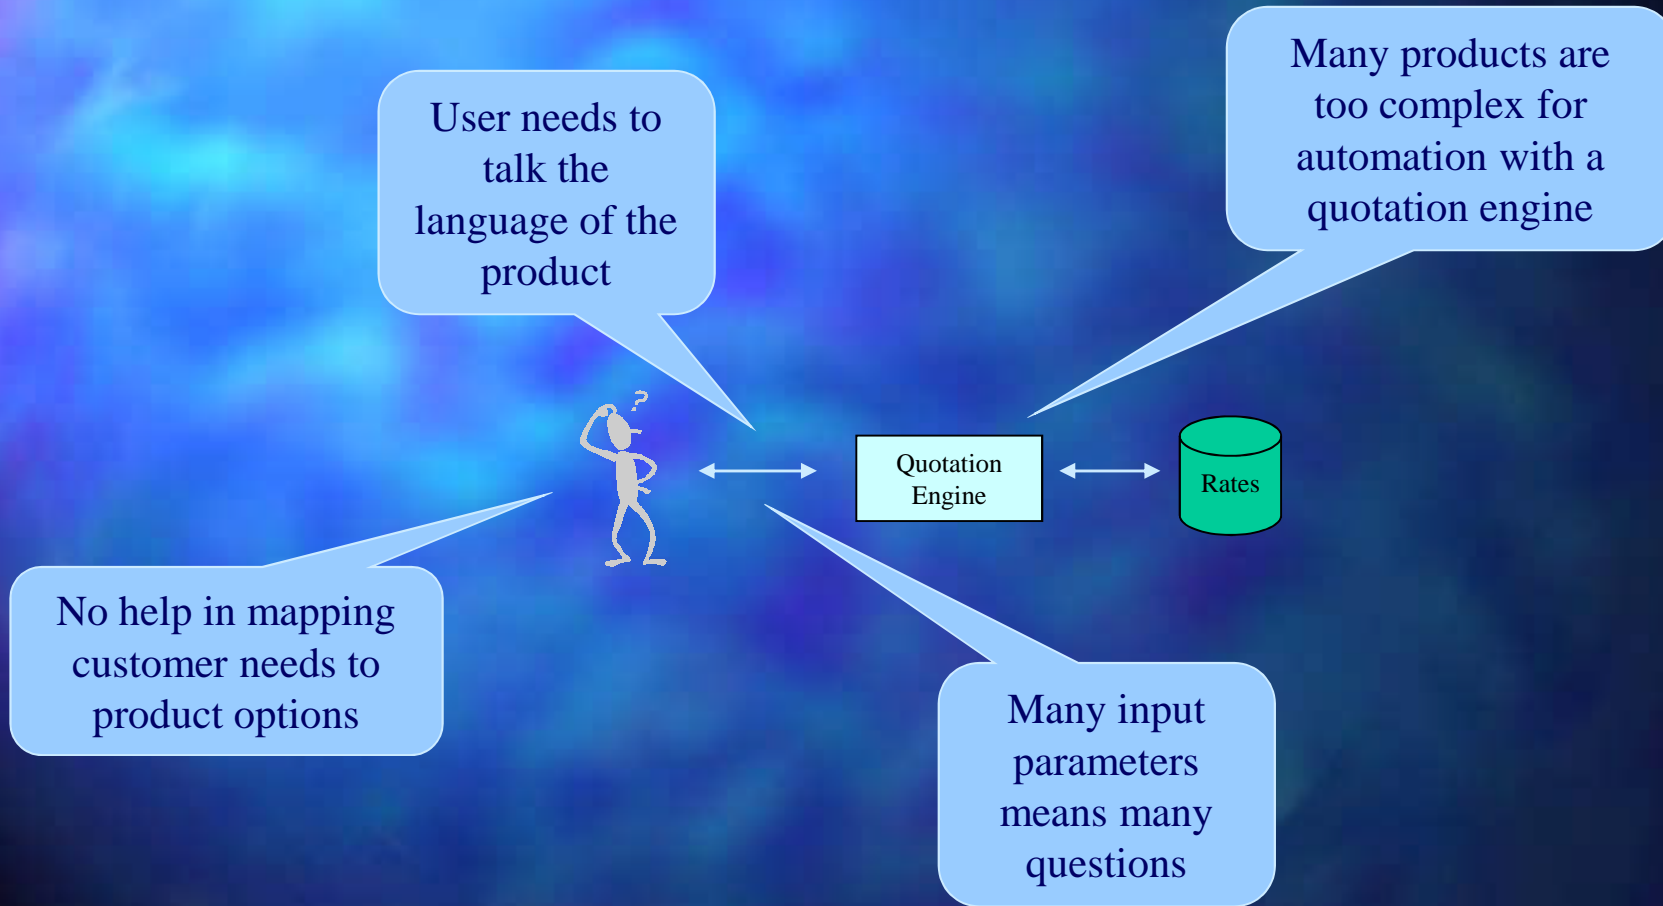 Many products are
too complex for
automation with a
quotation engine
User needs to
talk the
language of the
product
?
Quotation
Engine
Rates
No help in mapping
customer needs to
product options
Many input
parameters
means many
questions